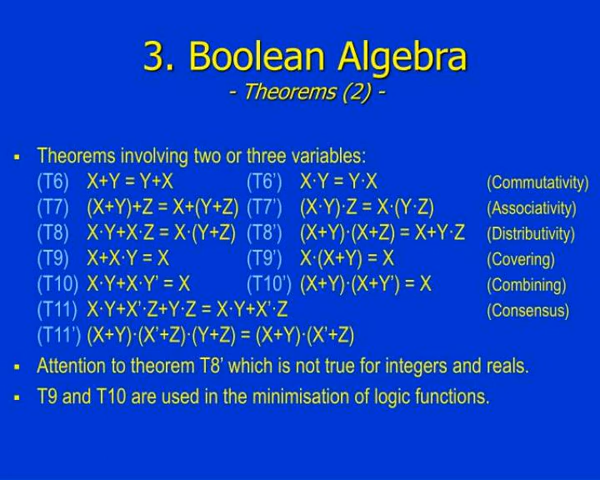 3. Boolean Algebra
- Theorems (2) -
▪ Theorems involving two or three variables:
(T6) X+Y = Y+X (T6') X·Y = Y·X (Commutativity)
(T7) (X+Y)+Z = X+(Y+Z) (T7') (X·Y)·Z = X·(Y·Z) (Associativity)
(T8) X·Y+X·Z = X·(Y+Z) (T8') (X+Y)·(X+Z) = X+Y·Z (Distributivity)
(T9) X+X·Y = X (T9') X·(X+Y) = X (Covering)
(T10) X·Y+X·Y' = X (T10') (X+Y)·(X+Y') = X (Combining)
(T11) X·Y+X'·Z+Y·Z = X·Y+X'·Z (Consensus)
(T11') (X+Y)·(X'+Z)·(Y+Z) = (X+Y)·(X'+Z)
▪ Attention to theorem T8' which is not true for integers and reals.
▪ T9 and T10 are used in the minimisation of logic functions.